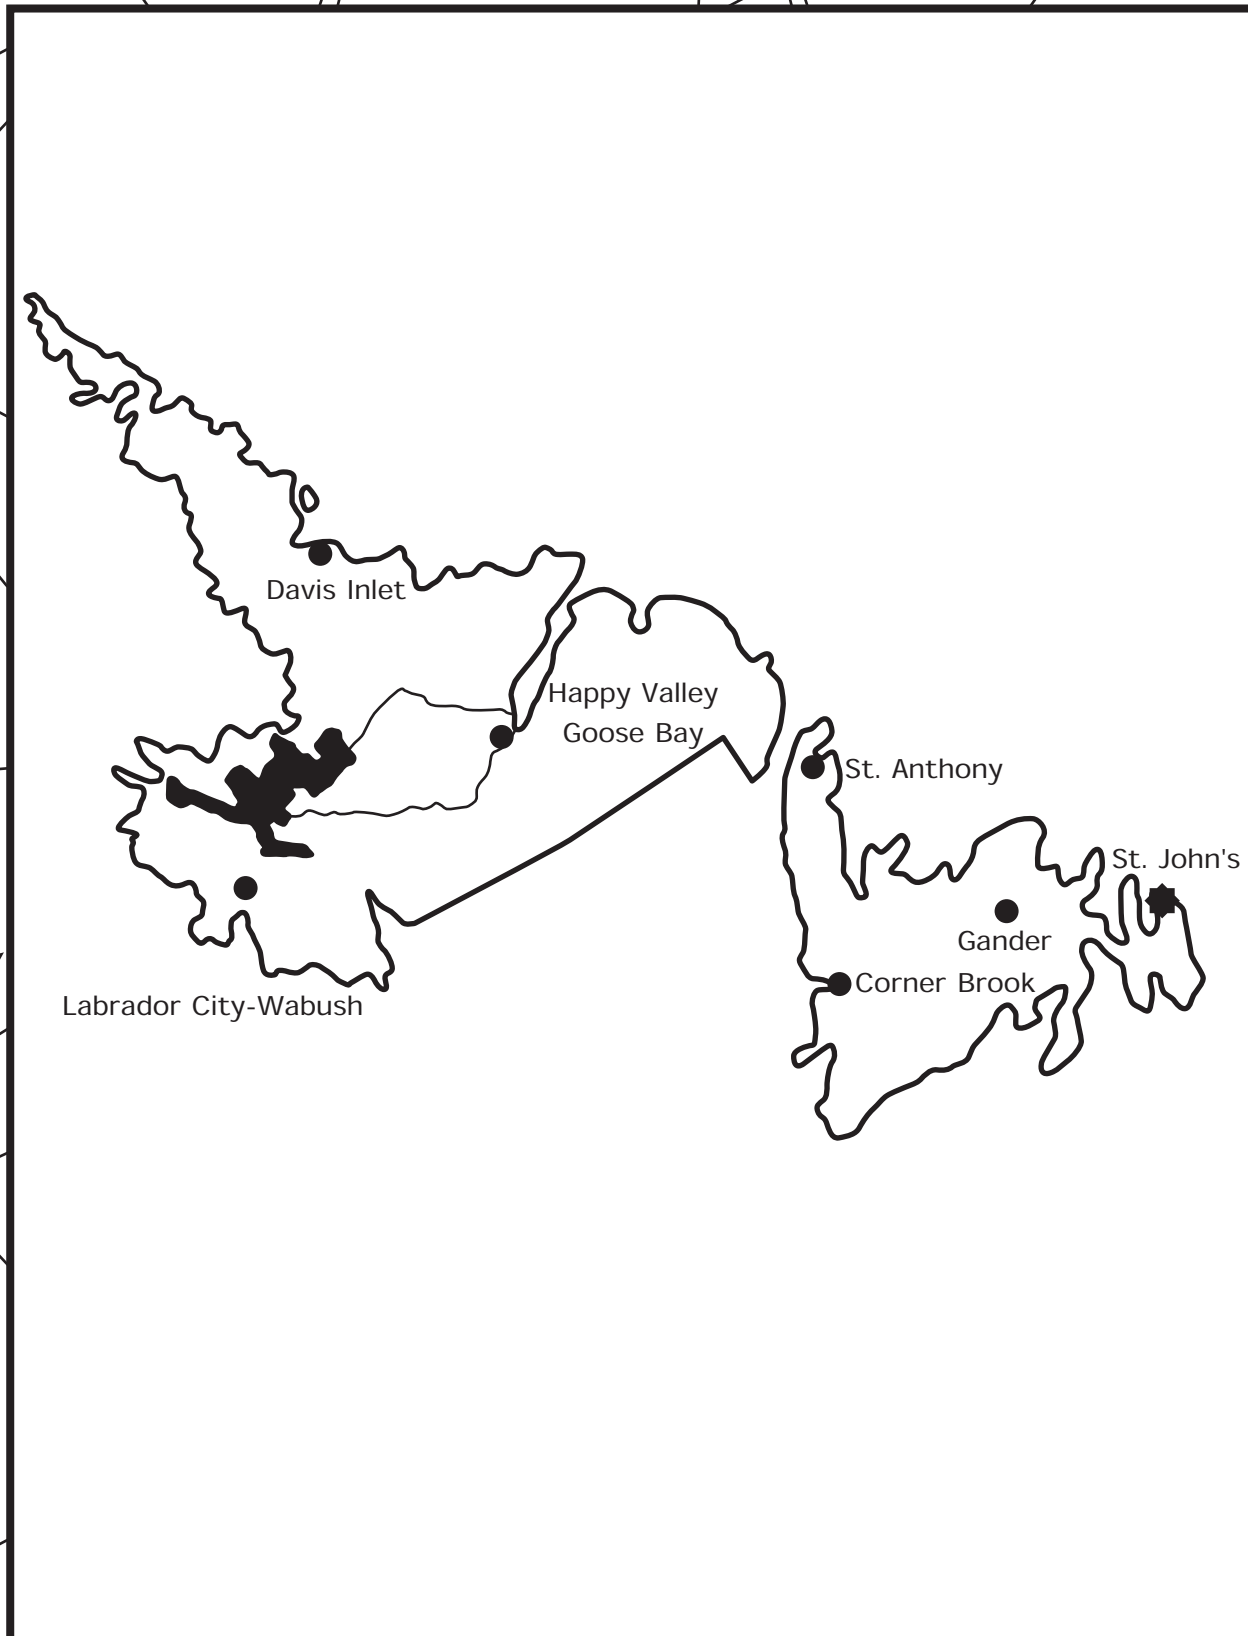 Davis Inlet
Happy Valley
Goose Bay
St. Anthony
St. John's
Gander
Corner Brook
Labrador City-Wabush